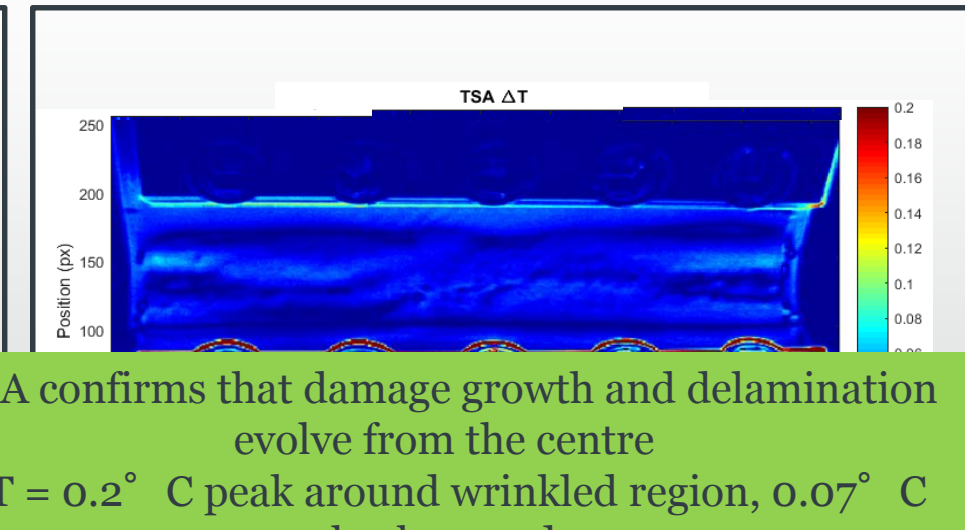 TSA △T
250
200
150
100
Position (px)
0.2
0.18
0.16
0.14
0.12
0.1
0.08
A confirms that damage growth and delamination
evolve from the centre
T = 0.2° C peak around wrinkled region, 0.07° C